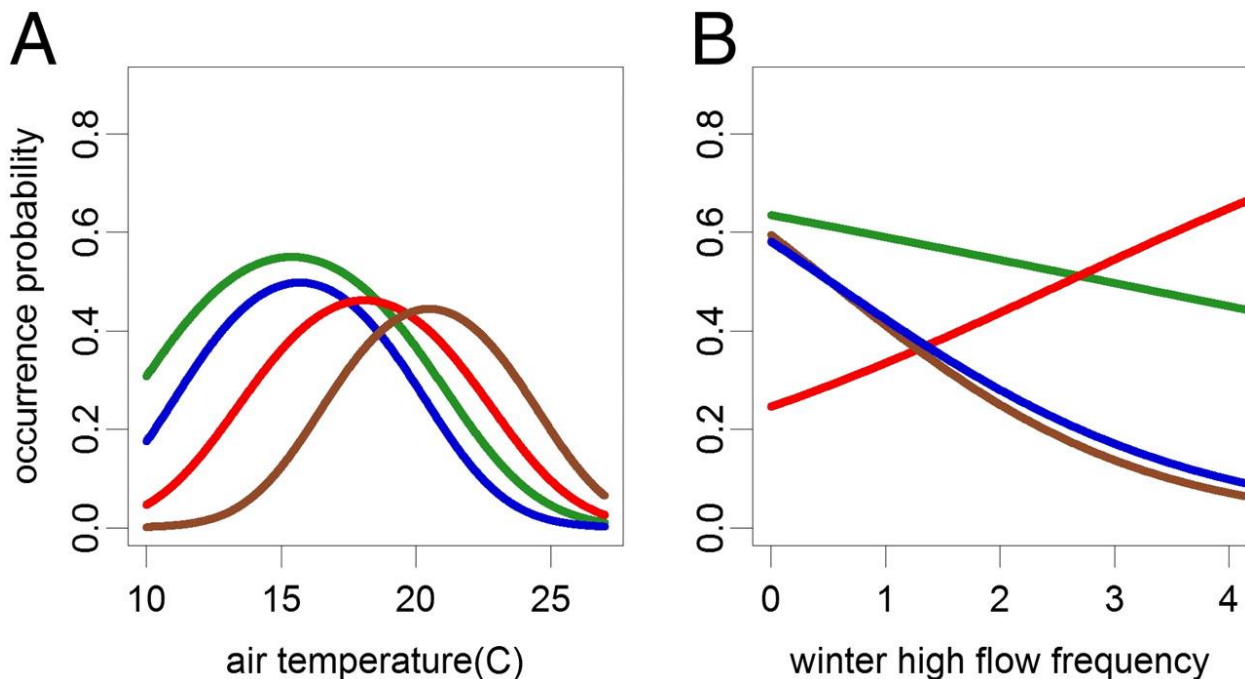 A
B
occurrence probability
0.0 0.2 0.4 0.6 0.8
10 15 20 25
air temperature(C)
0.0 0.2 0.4 0.6 0.8
0 1 2 3 4
winter high flow frequency